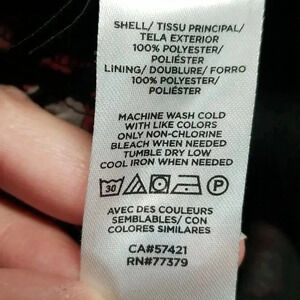 SHELL/ TISSU PRINCIPAL/
TELA EXTERIOR
100% POLYESTER/
POLIÉSTER
LINING/ DOUBLURE/ FORRO
100% POLYESTER/
POLIÉSTER
MACHINE WASH COLD
WITH LIKE COLORS
ONLY NON-CHLORINE
BLEACH WHEN NEEDED
TUMBLE DRY LOW
COOL IRON WHEN NEEDED
30 P
AVEC DES COULEURS
SEMBLABLES/ CON
COLORES SIMILARES
CA#57421
RN#77379